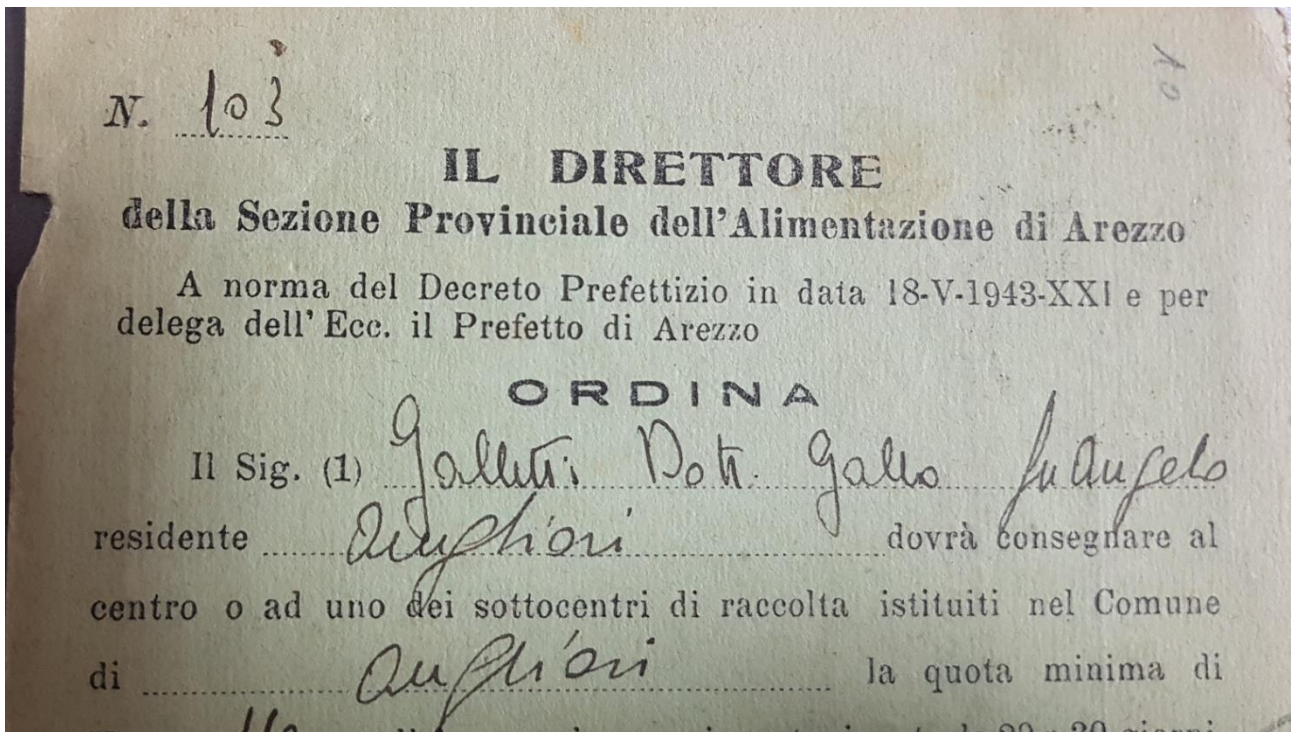 10
N. 103
IL DIRETTORE
della Sezione Provinciale dell'Alimentazione di Arezzo
A norma del Decreto Prefettizio in data 18-V-1943-XXI e per
delega dell' Ecc. il Prefetto di Arezzo
ORDINA
Il Sig. (1) Galletti Dott. Gallo fu Angelo
residente Anghiari dovrà consegnare al
centro o ad uno dei sottocentri di raccolta istituiti nel Comune
di Anghiari la quota minima di